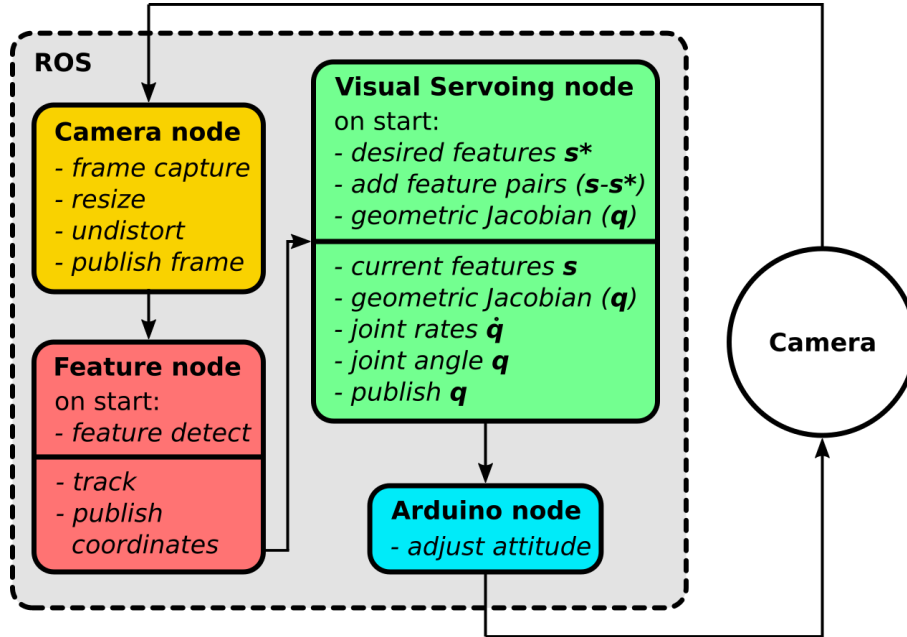 ROS
Camera node
- frame capture
- resize
- undistort
- publish frame
Feature node
on start:
- feature detect
- track
- publish
coordinates
Visual Servoing node
on start:
- desired features s*
- add feature pairs (s-s*)
- geometric Jacobian (q)
- current features s
- geometric Jacobian (q)
- joint rates q̇
- joint angle q
- publish q
Arduino node
- adjust attitude
Camera